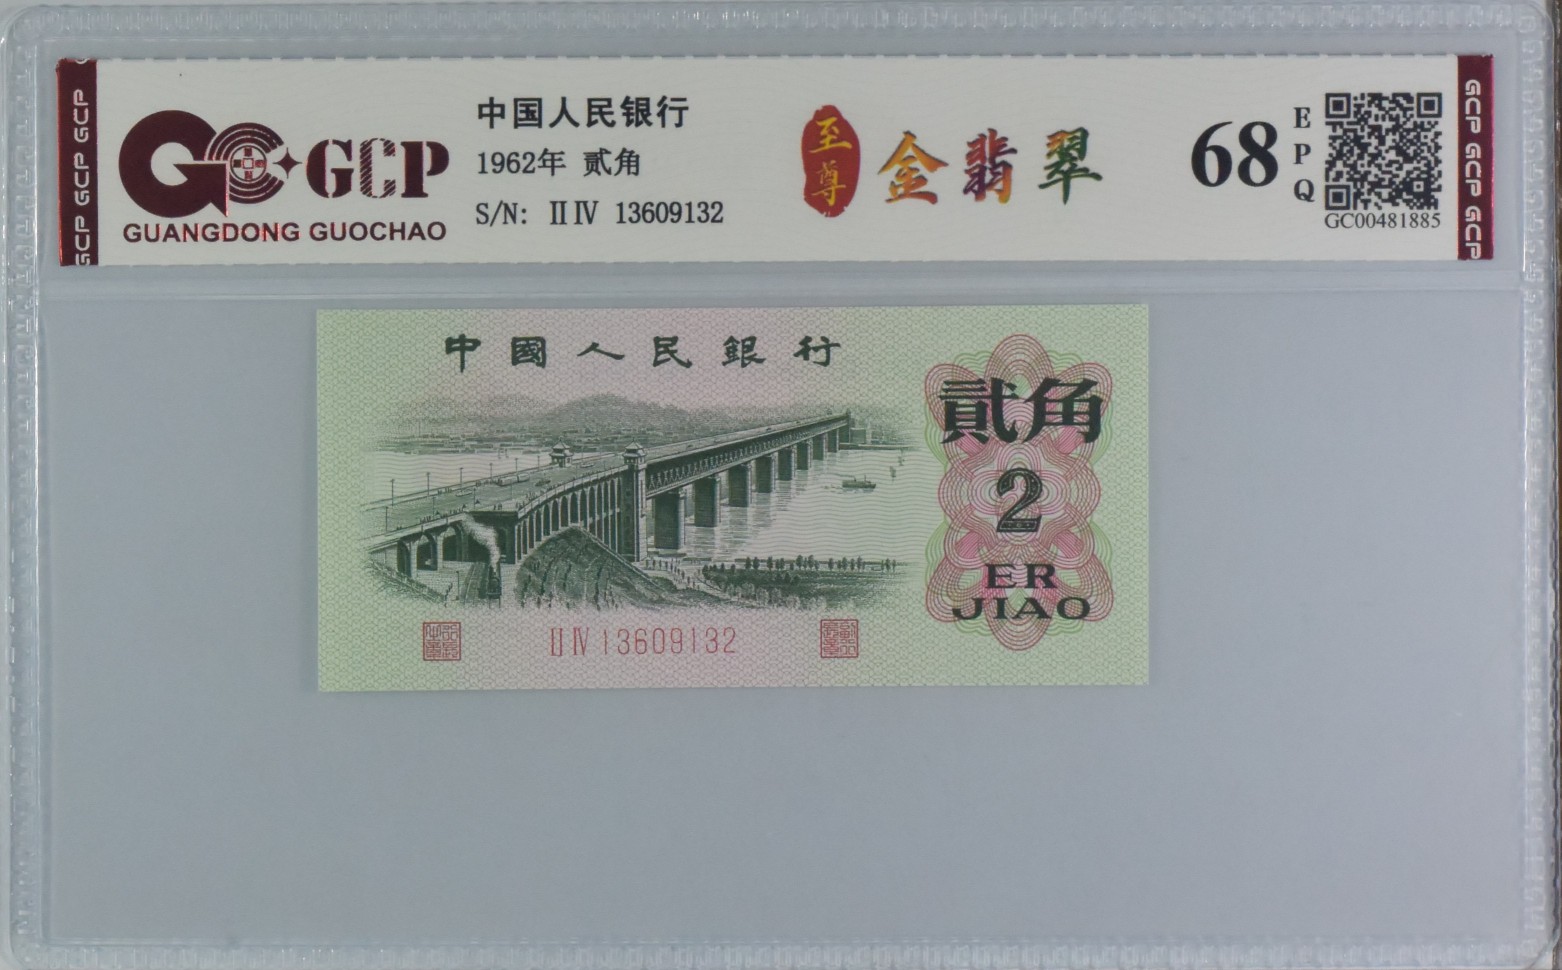 GCP GCP GCP
GCP
GUANGDONG GUOCHAO
中国人民银行
1962年 贰角
S/N: ⅡⅣ 13609132
至尊
金翡翠
68
EPQ
GC00481885
GCP GCP GCP
中國人民銀行
貳角
2
ER
JIAO
ⅡⅣ 13609132